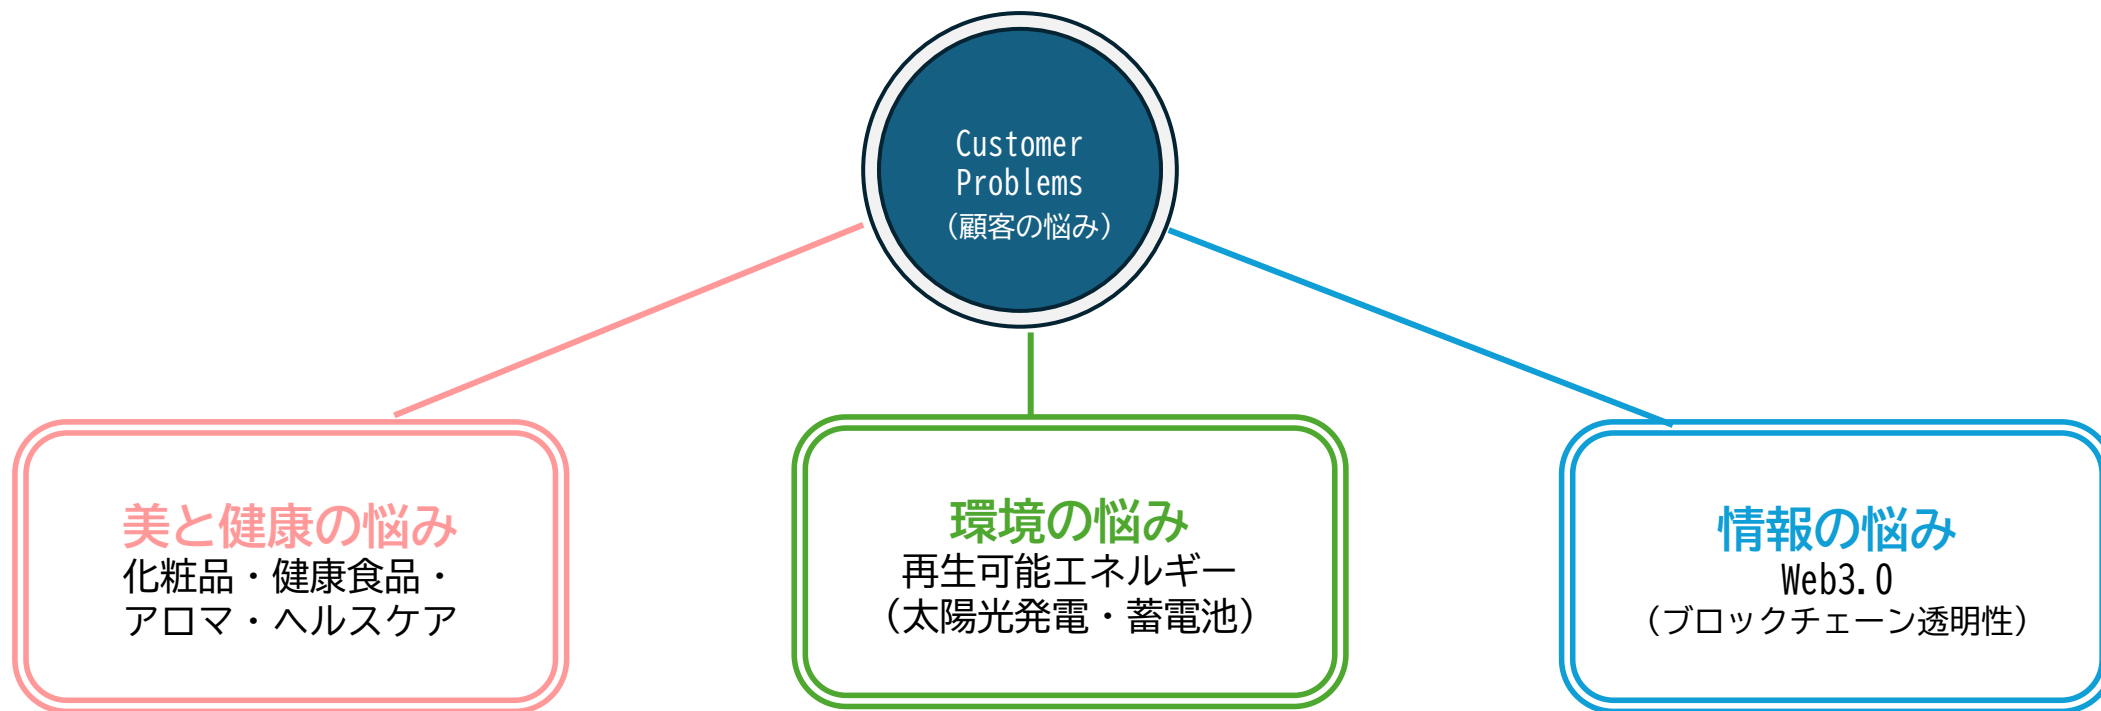 Customer
Problems
（顧客の悩み）
美と健康の悩み
化粧品・健康食品・
アロマ・ヘルスケア
環境の悩み
再生可能エネルギー
（太陽光発電・蓄電池）
情報の悩み
Web3.0
（ブロックチェーン透明性）